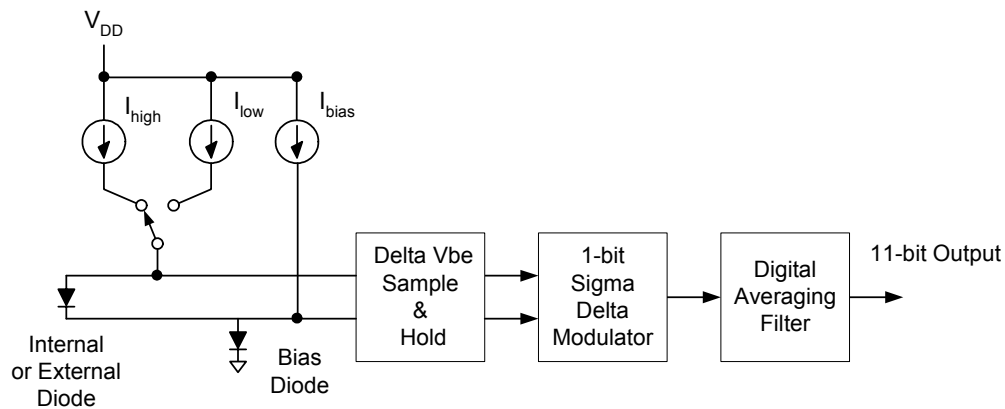 V_DD
I_high
I_low
I_bias
Delta Vbe
Sample
&
Hold
1-bit
Sigma
Delta
Modulator
Digital
Averaging
Filter
11-bit Output
Internal
or External
Diode
Bias
Diode